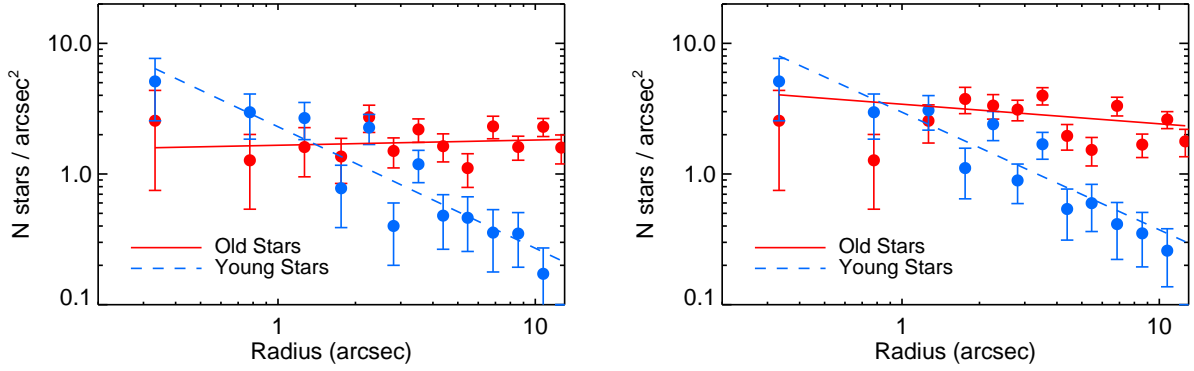 10.0
1.0
0.1
N stars / arcsec²
Old Stars
Young Stars
1
10
Radius (arcsec)
10.0
1.0
0.1
N stars / arcsec²
Old Stars
Young Stars
1
10
Radius (arcsec)